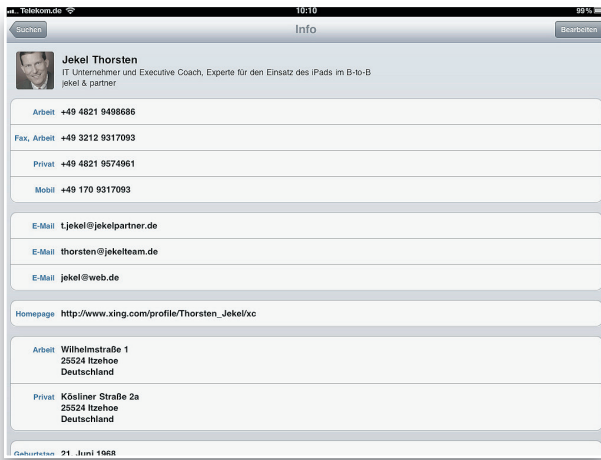 Telekom.de 10:10 99 %
Suchen Info Bearbeiten
Jekel Thorsten
IT Unternehmer und Executive Coach, Experte für den Einsatz des iPads im B-to-B
jekel & partner
Arbeit +49 4821 9498686
Fax, Arbeit +49 3212 9317093
Privat +49 4821 9574961
Mobil +49 170 9317093
E-Mail t.jekel@jekelpartner.de
E-Mail thorsten@jekelteam.de
E-Mail jekel@web.de
Homepage http://www.xing.com/profile/Thorsten_Jekel/xc
Arbeit Wilhelmstraße 1
25524 Itzehoe
Deutschland
Privat Kösliner Straße 2a
25524 Itzehoe
Deutschland
Geburtstag 21. Juni 1968